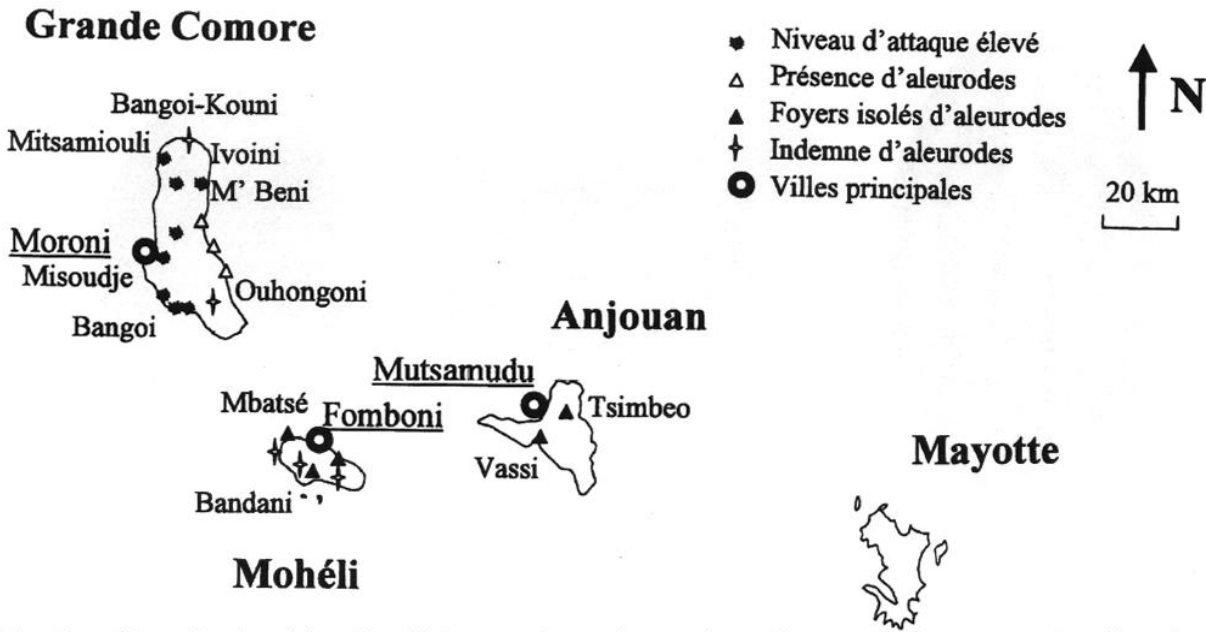 Grande Comore
Niveau d'attaque élevé
Présence d'aleurodes
Foyers isolés d'aleurodes
Indemne d'aleurodes
Villes principales
N
20 km
Bangoi-Kouni
Mitsamiouli
Ivoini
M' Beni
Moroni
Misoudje
Ouhongoni
Bangoi
Anjouan
Mutsamudu
Tsimbeo
Vassi
Mbatsé
Fomboni
Bandani
Mohéli
Mayotte